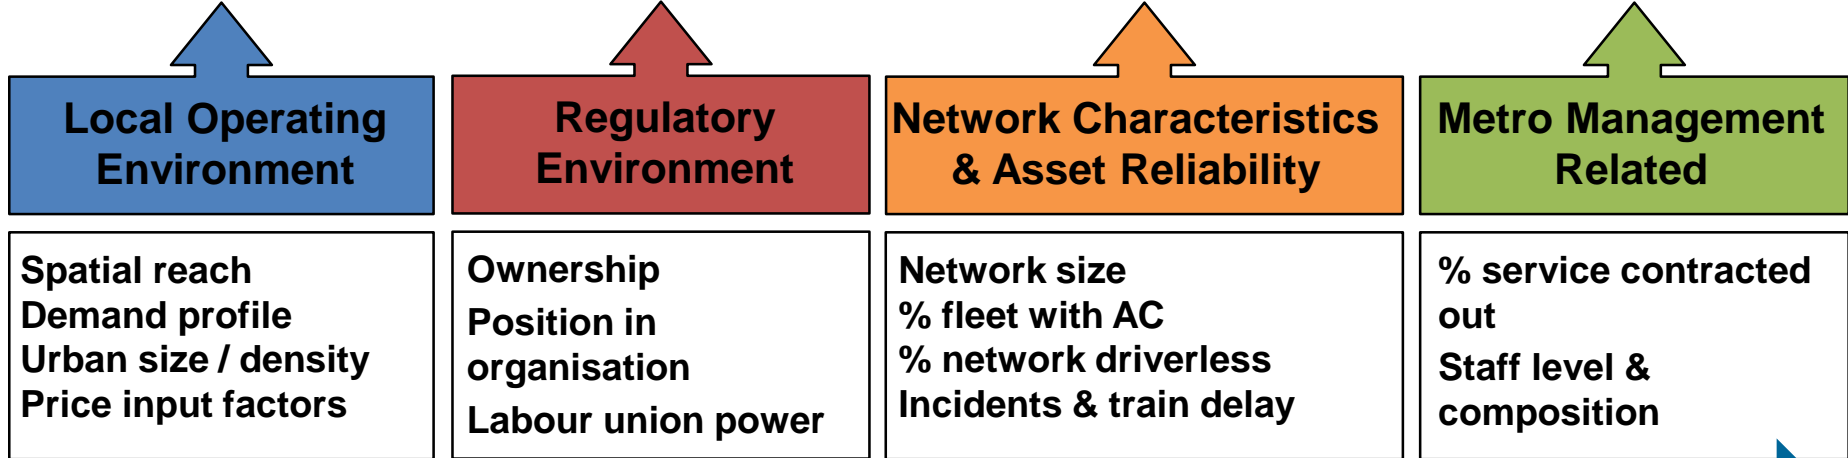 Local Operating
Environment
Regulatory
Environment
Network Characteristics
& Asset Reliability
Metro Management
Related
Spatial reach
Demand profile
Urban size / density
Price input factors
Ownership
Position in
organisation
Labour union power
Network size
% fleet with AC
% network driverless
Incidents & train delay
% service contracted
out
Staff level &
composition